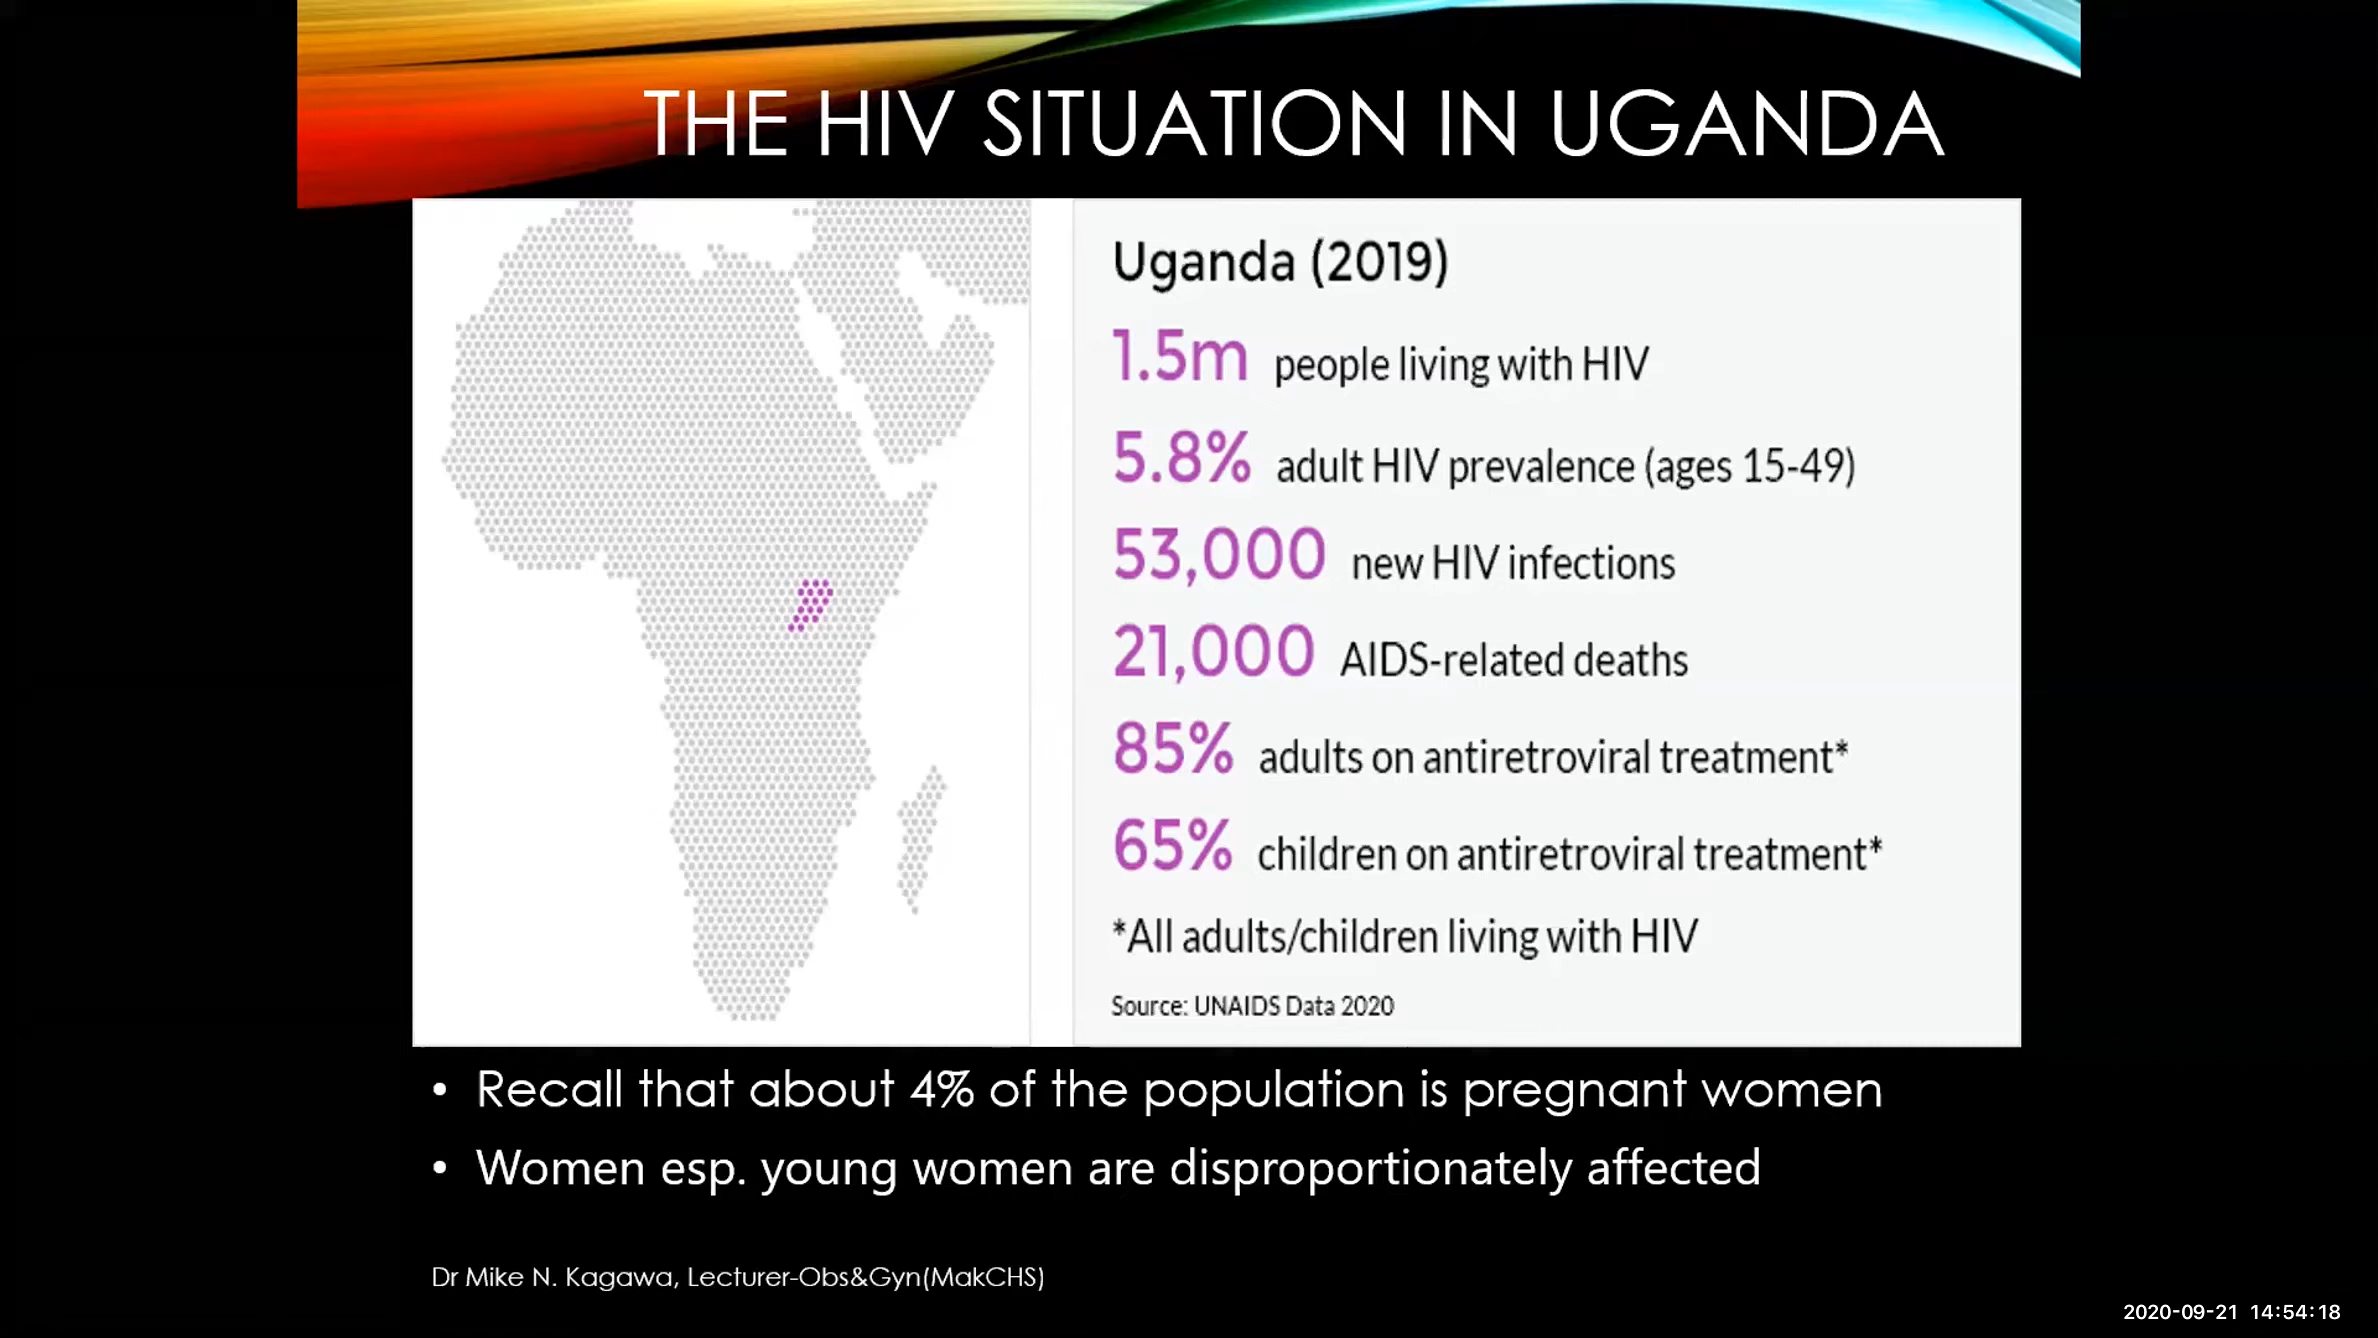 THE HIV SITUATION IN UGANDA
Uganda (2019)
1.5m people living with HIV
5.8% adult HIV prevalence (ages 15-49)
53,000 new HIV infections
21,000 AIDS-related deaths
85% adults on antiretroviral treatment*
65% children on antiretroviral treatment*
*All adults/children living with HIV
Source: UNAIDS Data 2020
• Recall that about 4% of the population is pregnant women
• Women esp. young women are disproportionately affected
Dr Mike N. Kagawa, Lecturer-Obs&Gyn(MakCHS)
2020-09-21 14:54:18